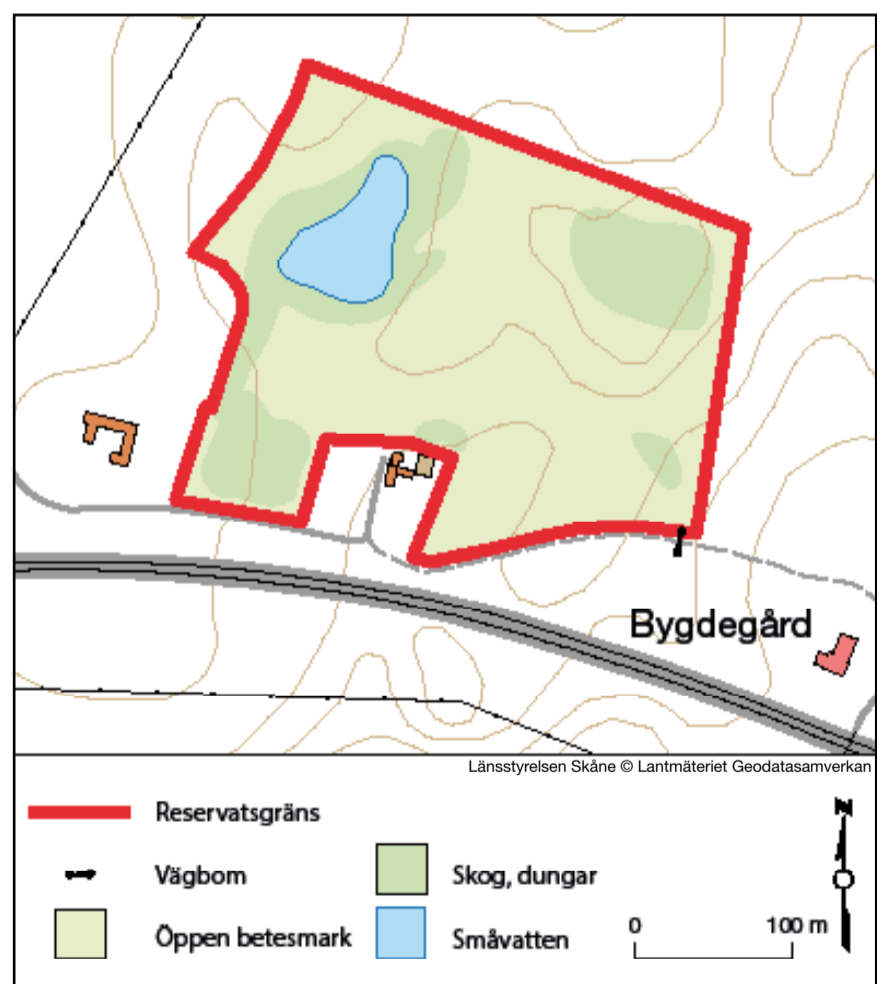 Bygdegård
Länsstyrelsen Skåne © Lantmäteriet Geodatasamverkan
Reservatsgräns
Vägbom
Skog, dungar
Öppen betesmark
Småvatten
0 100 m
N